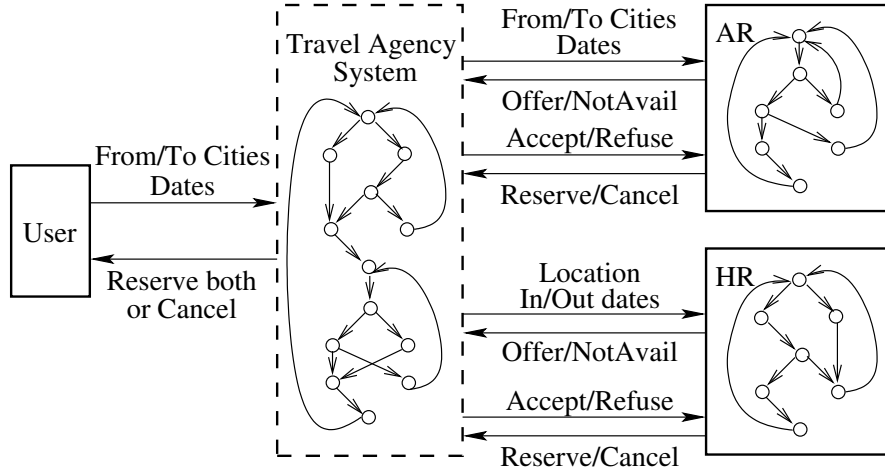 Travel Agency
System
From/To Cities
Dates
Offer/NotAvail
Accept/Refuse
Reserve/Cancel
AR
From/To Cities
Dates
User
Reserve both
or Cancel
Location
In/Out dates
Offer/NotAvail
Accept/Refuse
Reserve/Cancel
HR